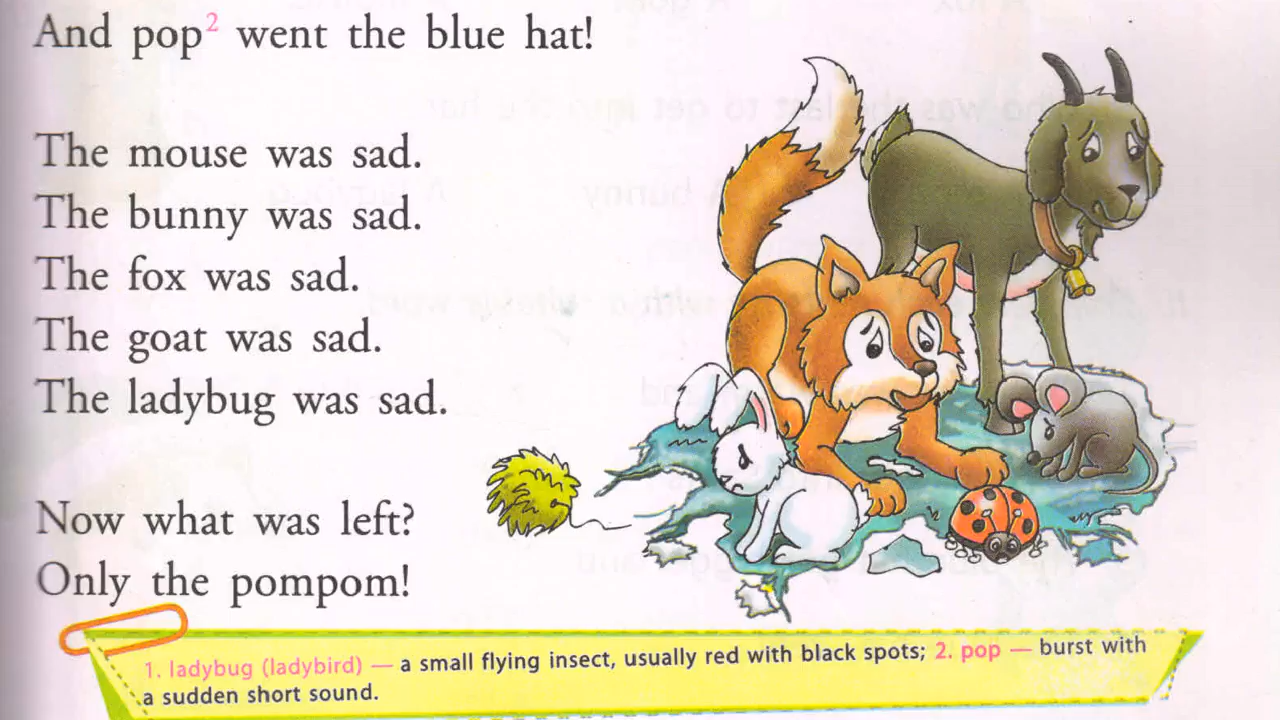 And pop² went the blue hat!
The mouse was sad.
The bunny was sad.
The fox was sad.
The goat was sad.
The ladybug was sad.
Now what was left?
Only the pompom!
1. ladybug (ladybird) — a small flying insect, usually red with black spots; 2. pop — burst with
a sudden short sound.